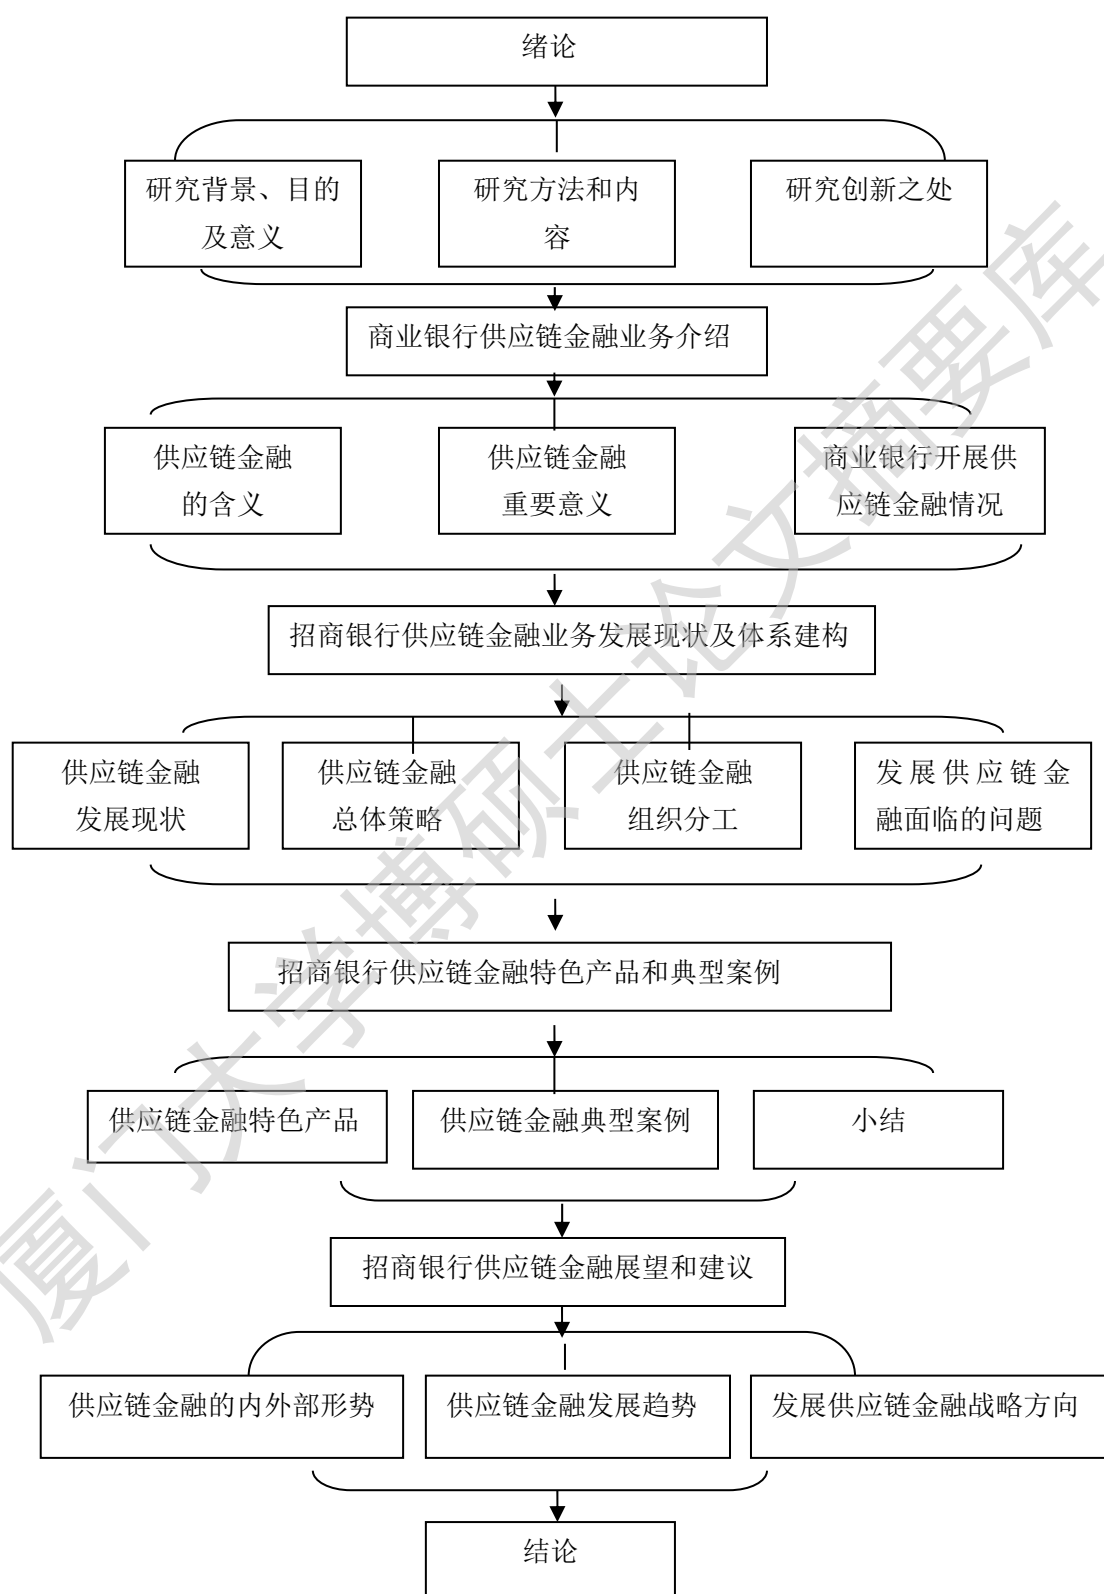 绪论
研究背景、目的
及意义
研究方法和内
容
研究创新之处
商业银行供应链金融业务介绍
供应链金融
的含义
供应链金融
重要意义
商业银行开展供
应链金融情况
招商银行供应链金融业务发展现状及体系建构
供应链金融
发展现状
供应链金融
总体策略
供应链金融
组织分工
发展供应链金
融面临的问题
招商银行供应链金融特色产品和典型案例
供应链金融特色产品
供应链金融典型案例
小结
招商银行供应链金融展望和建议
供应链金融的内外部形势
供应链金融发展趋势
发展供应链金融战略方向
结论
厦门大学博硕士论文摘要库